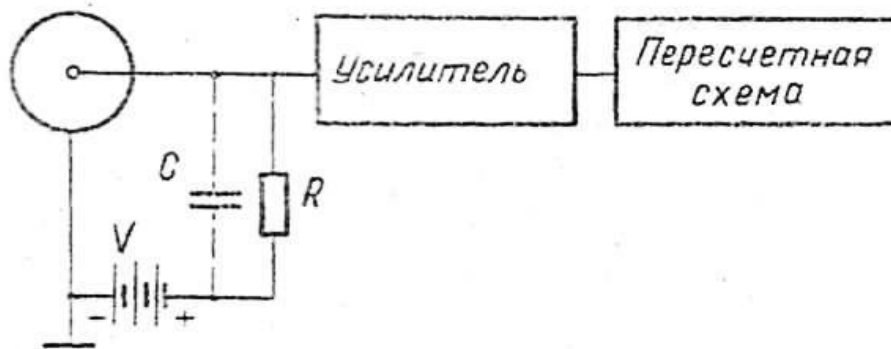 Усилитель
Пересчетная
схема
C
R
V
- +